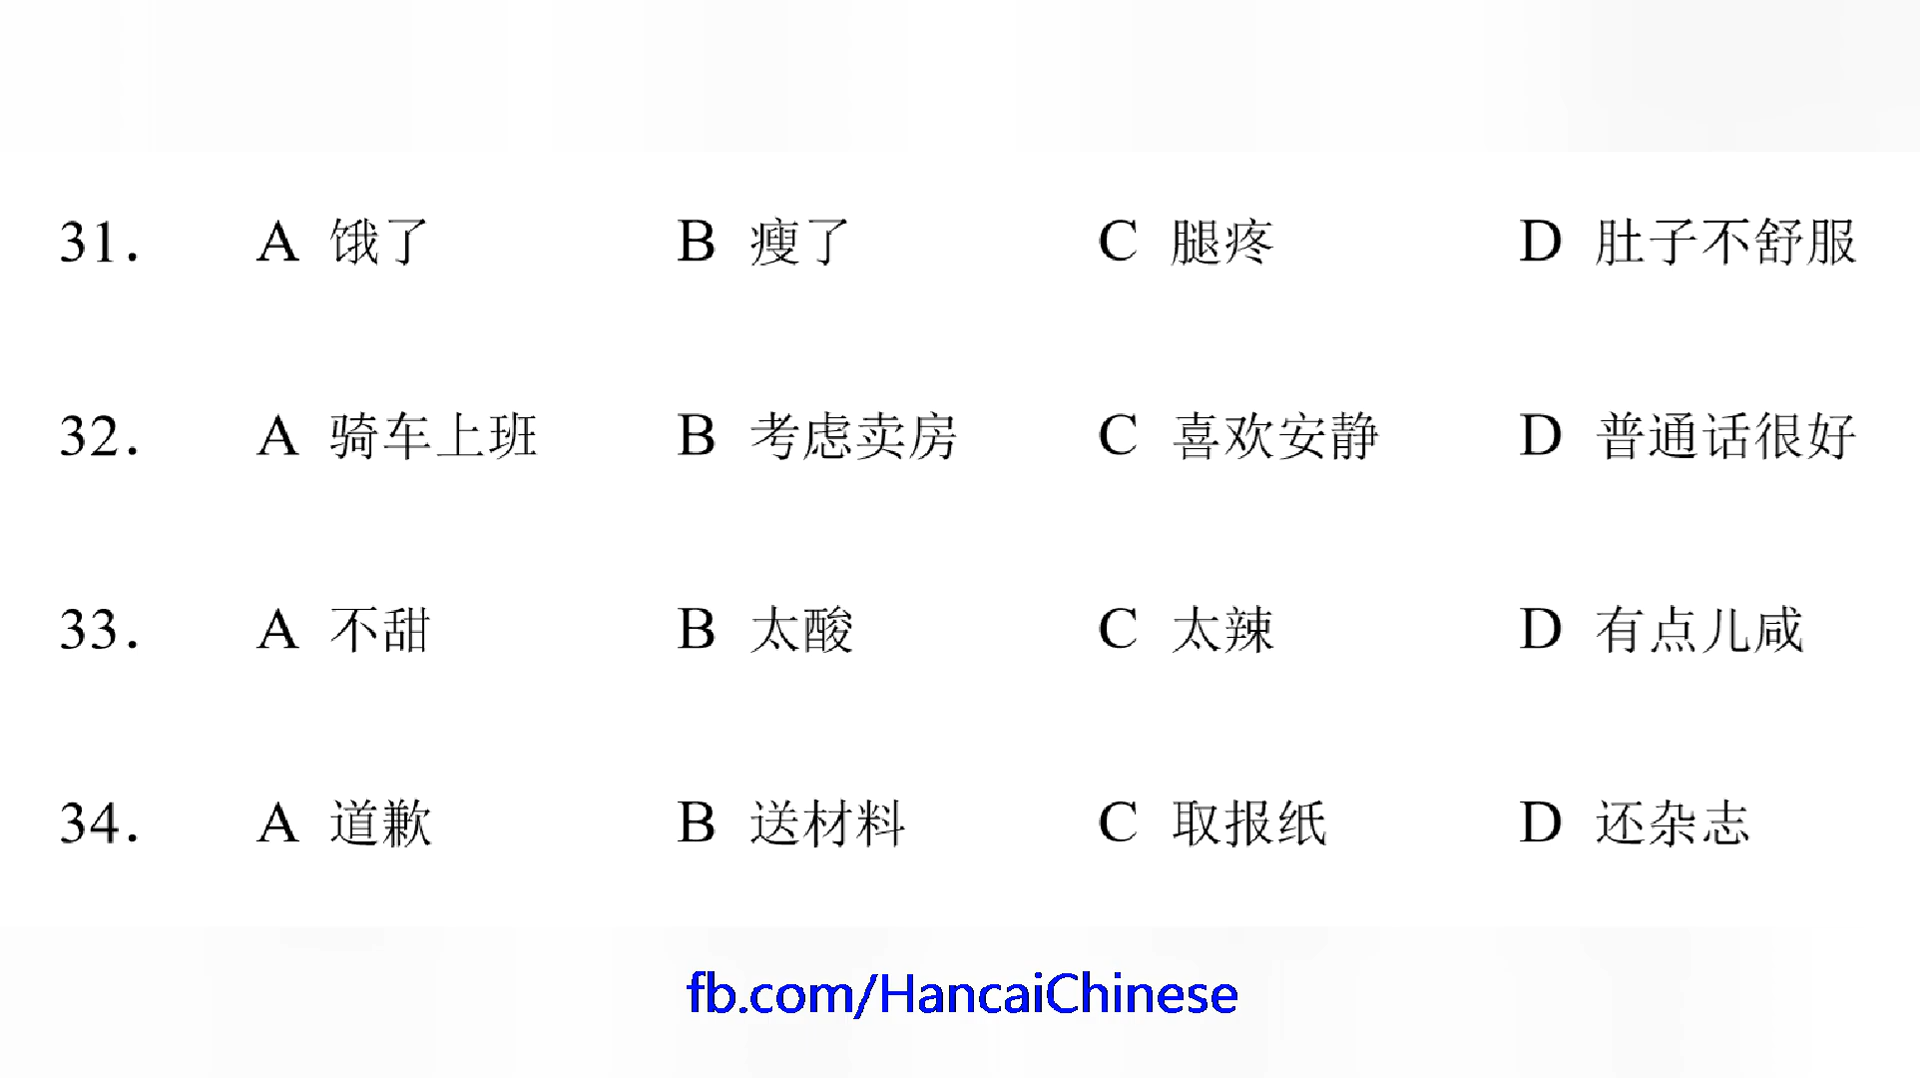 31. A 饿了 B 瘦了 C 腿疼 D 肚子不舒服
32. A 骑车上班 B 考虑卖房 C 喜欢安静 D 普通话很好
33. A 不甜 B 太酸 C 太辣 D 有点儿咸
34. A 道歉 B 送材料 C 取报纸 D 还杂志
fb.com/HancaiChinese